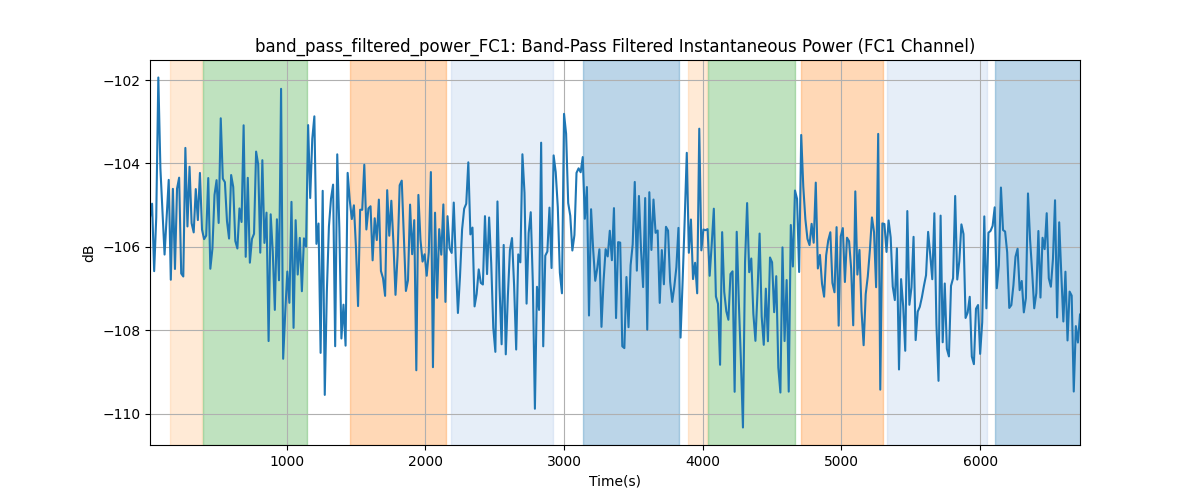 band_pass_filtered_power_FC1: Band-Pass Filtered Instantaneous Power (FC1 Channel)
−102
−104
−106
−108
−110
dB
1000 2000 3000 4000 5000 6000
Time(s)